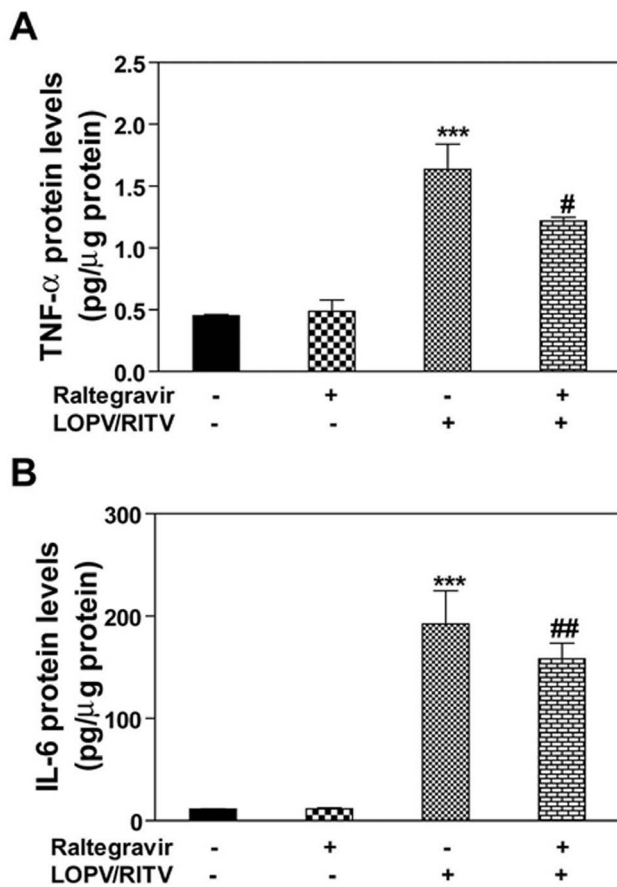 A
TNF-α protein levels
(pg/μg protein)
2.5
2.0
1.5
1.0
0.5
0.0
***
#
Raltegravir - + - +
LOPV/RITV - - + +
B
IL-6 protein levels
(pg/μg protein)
300
200
100
0
***
##
Raltegravir - + - +
LOPV/RITV - - + +